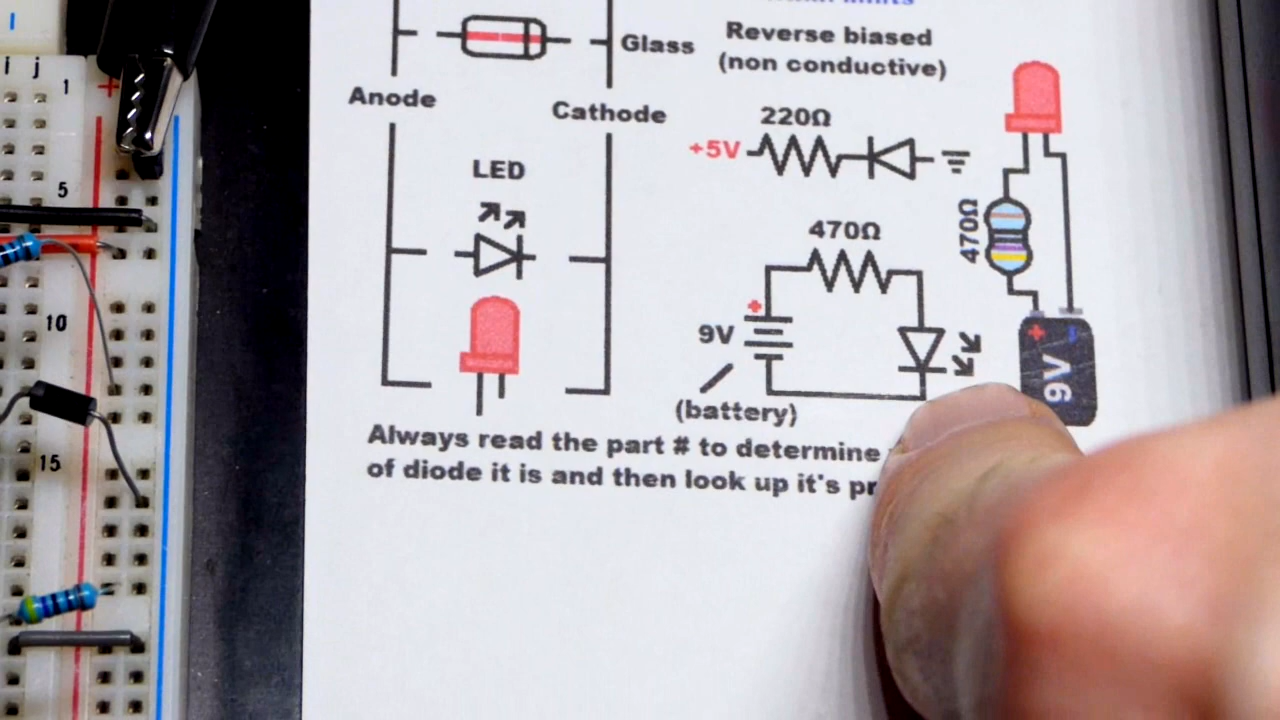 i j
1
+
5
10
15
Glass
Anode
Cathode
LED
Reverse biased
(non conductive)
220Ω
+5V
470Ω
+
9V
(battery)
470Ω
+ -
9V
Always read the part # to determine
of diode it is and then look up it's pr